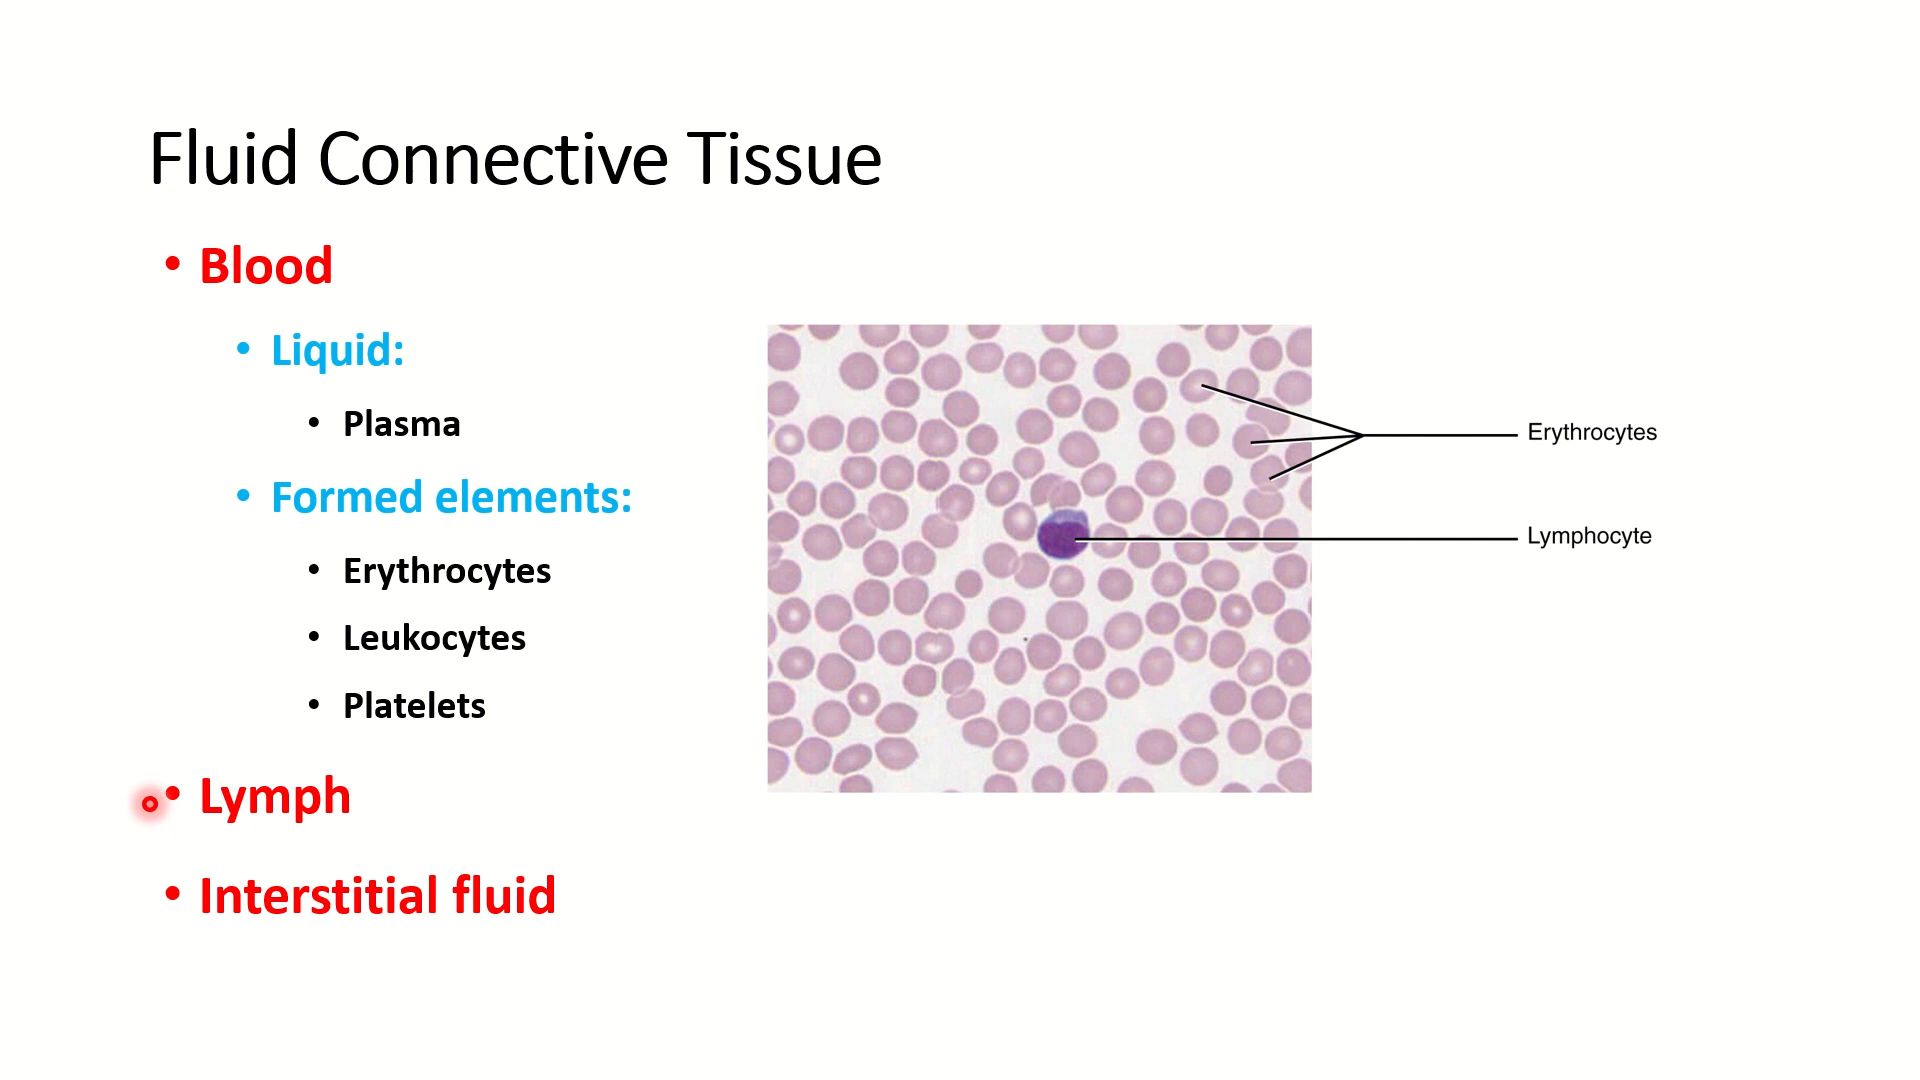 Fluid Connective Tissue
• Blood
• Liquid:
• Plasma
• Formed elements:
• Erythrocytes
• Leukocytes
• Platelets
• Lymph
• Interstitial fluid
Erythrocytes
Lymphocyte